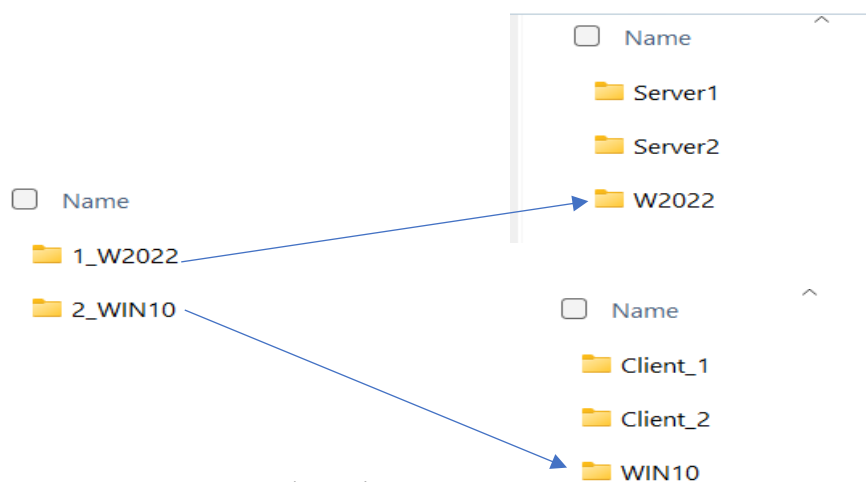 Name
1_W2022
2_WIN10
Name
Server1
Server2
W2022
Name
Client_1
Client_2
WIN10